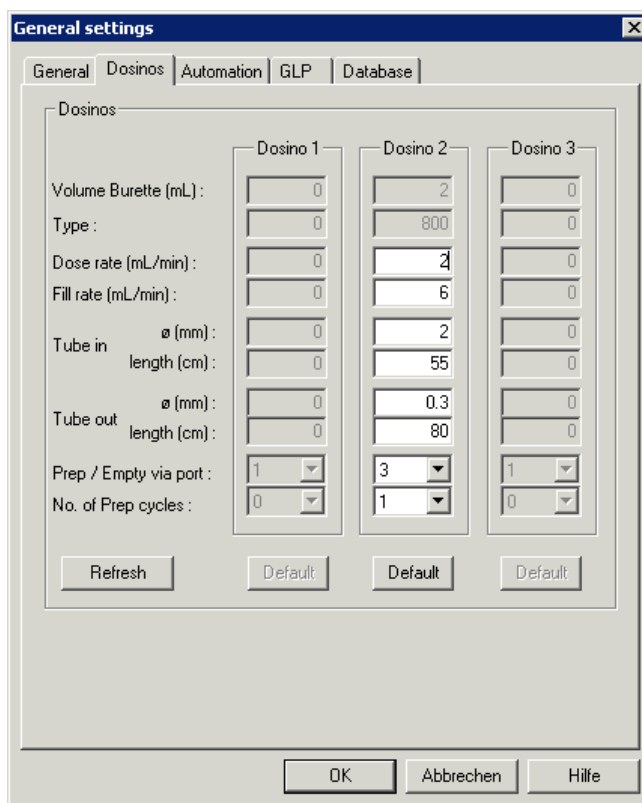 General settings
General Dosinos Automation GLP Database
Dosinos
Dosino 1 Dosino 2 Dosino 3
Volume Burette (mL) : 0 2 0
Type : 0 800 0
Dose rate (mL/min) : 0 2 0
Fill rate (mL/min) : 0 6 0
Tube in ø (mm) : 0 2 0
length (cm) : 0 55 0
Tube out ø (mm) : 0 0.3 0
length (cm) : 0 80 0
Prep / Empty via port : 1 3 1
No. of Prep cycles : 0 1 0
Refresh Default Default Default
OK Abbrechen Hilfe